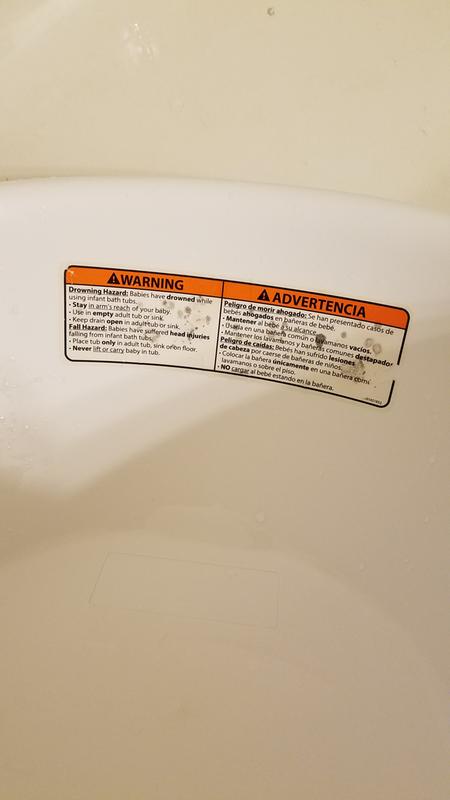 ⚠WARNING
Drowning Hazard: Babies have drowned while
using infant bath tubs.
• Stay in arm's reach of your baby.
• Use in empty adult tub or sink.
• Keep drain open in adult tub or sink.
Fall Hazard: Babies have suffered head injuries
falling from infant bath tubs.
• Place tub only in adult tub, sink or on floor.
• Never lift or carry baby in tub.
⚠ADVERTENCIA
Peligro de morir ahogado: Se han presentado casos de
bebés ahogados en bañeras de bebé.
• Mantener al bebé a su alcance.
• Usarla en una bañera común o lavamanos vacíos.
• Mantener los lavamanos y bañeras comunes destapados
Peligro de caídas: Bebés han sufrido lesiones
de cabeza por caerse de bañeras de niños.
• Colocar la bañera únicamente en una bañera comú
lavamanos o sobre el piso.
• NO cargar al bebé estando en la bañera.